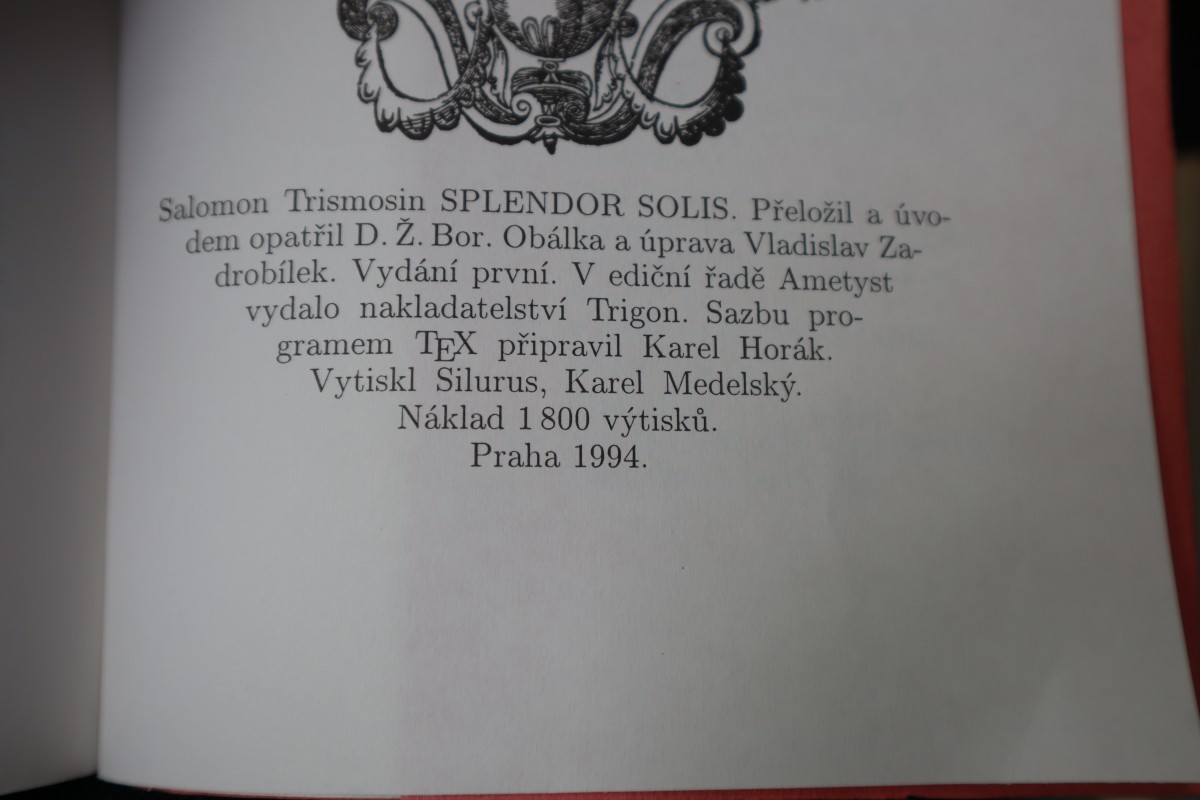 Salomon Trismosin SPLENDOR SOLIS. Přeložil a úvo-
dem opatřil D. Ž. Bor. Obálka a úprava Vladislav Za-
drobílek. Vydání první. V ediční řadě Ametyst
vydalo nakladatelství Trigon. Sazbu pro-
gramem TEX připravil Karel Horák.
Vytiskl Silurus, Karel Medelský.
Náklad 1 800 výtisků.
Praha 1994.